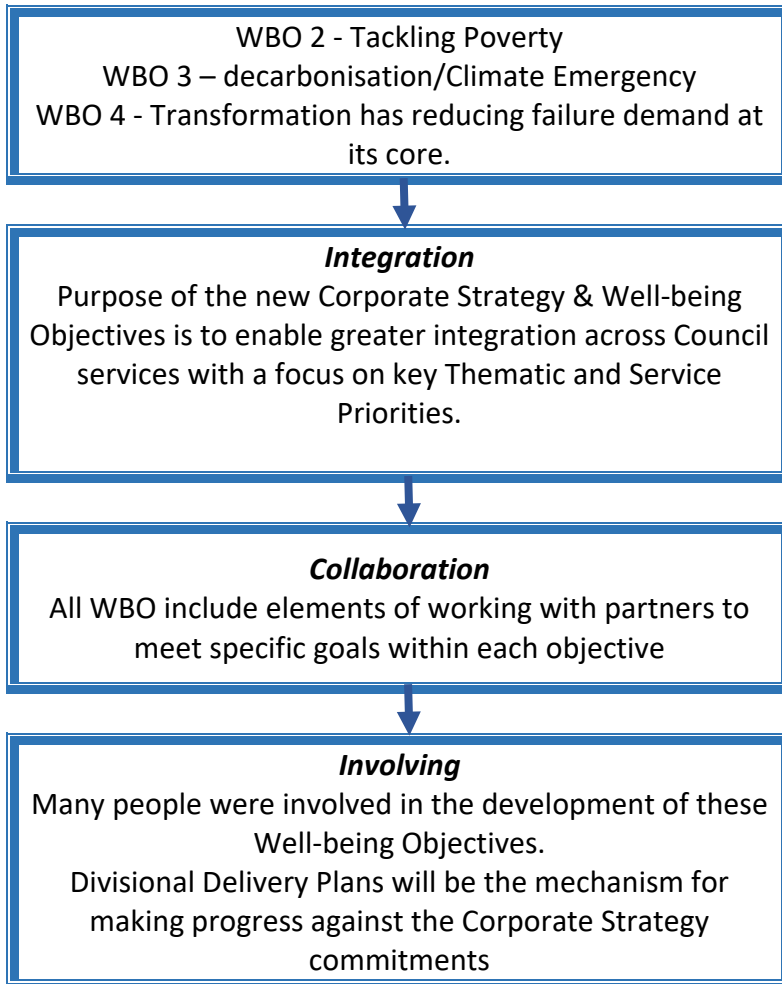 WBO 2 - Tackling Poverty
WBO 3 – decarbonisation/Climate Emergency
WBO 4 - Transformation has reducing failure demand at
its core.
Integration
Purpose of the new Corporate Strategy & Well-being
Objectives is to enable greater integration across Council
services with a focus on key Thematic and Service
Priorities.
Collaboration
All WBO include elements of working with partners to
meet specific goals within each objective
Involving
Many people were involved in the development of these
Well-being Objectives.
Divisional Delivery Plans will be the mechanism for
making progress against the Corporate Strategy
commitments